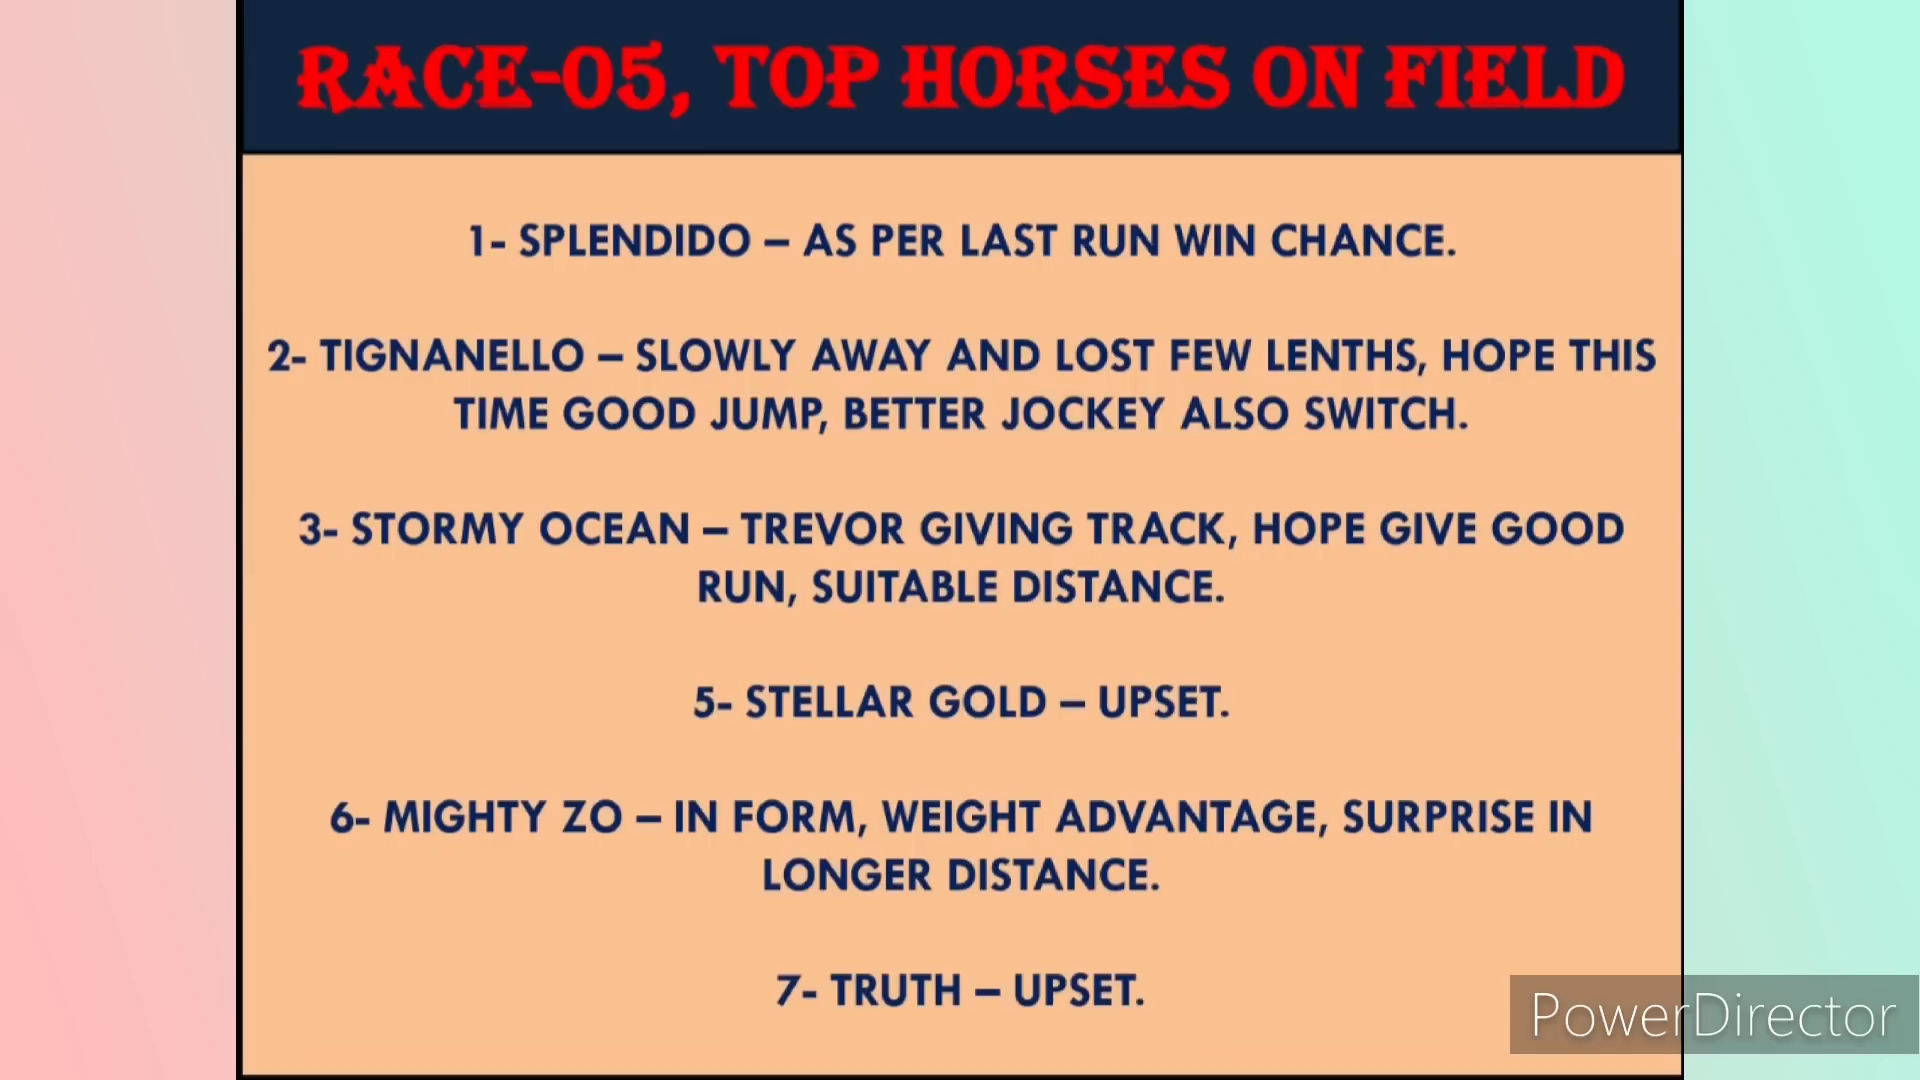 RACE-05, TOP HORSES ON FIELD
1- SPLENDIDO – AS PER LAST RUN WIN CHANCE.
2- TIGNANELLO – SLOWLY AWAY AND LOST FEW LENTHS, HOPE THIS
TIME GOOD JUMP, BETTER JOCKEY ALSO SWITCH.
3- STORMY OCEAN – TREVOR GIVING TRACK, HOPE GIVE GOOD
RUN, SUITABLE DISTANCE.
5- STELLAR GOLD – UPSET.
6- MIGHTY ZO – IN FORM, WEIGHT ADVANTAGE, SURPRISE IN
LONGER DISTANCE.
7- TRUTH – UPSET.
PowerDirector